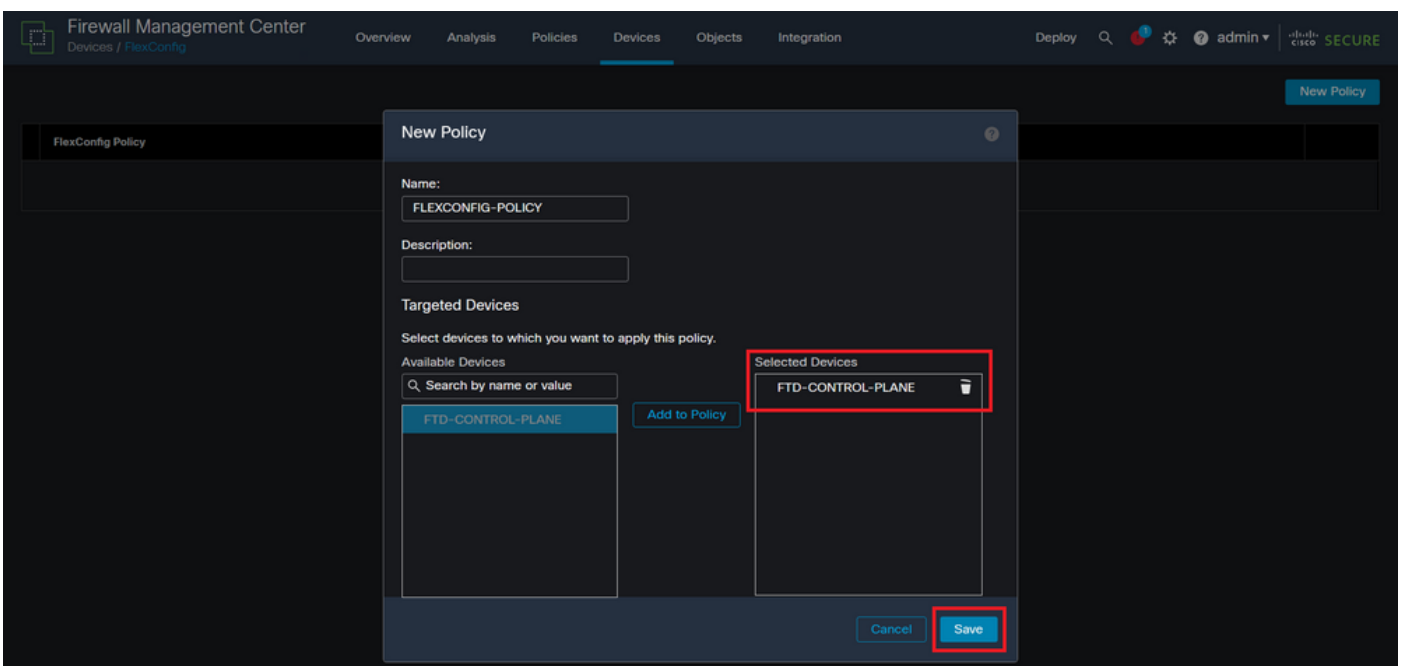 Firewall Management Center
Devices / FlexConfig
Overview Analysis Policies Devices Objects Integration
Deploy 1 admin cisco SECURE
New Policy
FlexConfig Policy
New Policy
Name:
FLEXCONFIG-POLICY
Description:
Targeted Devices
Select devices to which you want to apply this policy.
Available Devices
Selected Devices
Search by name or value
FTD-CONTROL-PLANE
FTD-CONTROL-PLANE
Add to Policy
Cancel Save